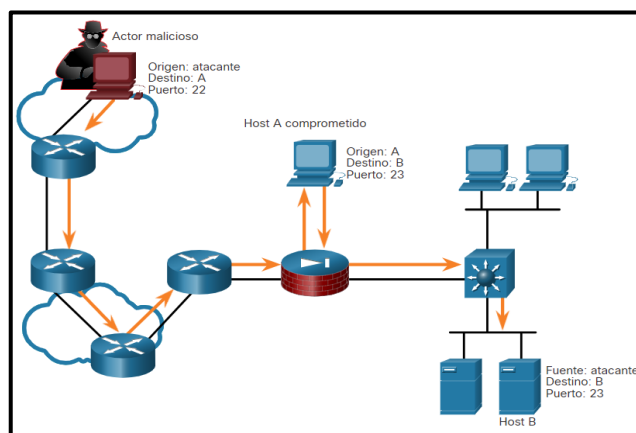 Actor malicioso
Origen: atacante
Destino: A
Puerto: 22
Host A comprometido
Origen: A
Destino: B
Puerto: 23
Fuente: atacante
Destino: B
Puerto: 23
Host B